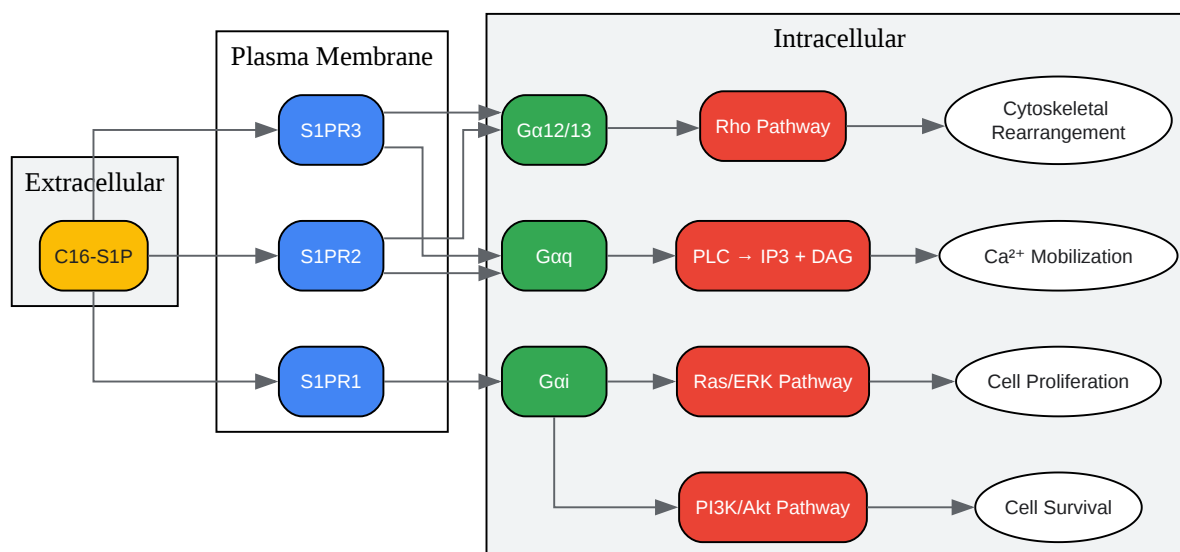 Intracellular
Plasma Membrane
Extracellular
S1PR3
Gα12/13
Rho Pathway
Cytoskeletal
Rearrangement
C16-S1P
S1PR2
Gαq
PLC → IP3 + DAG
Ca²⁺ Mobilization
S1PR1
Gαi
Ras/ERK Pathway
Cell Proliferation
PI3K/Akt Pathway
Cell Survival